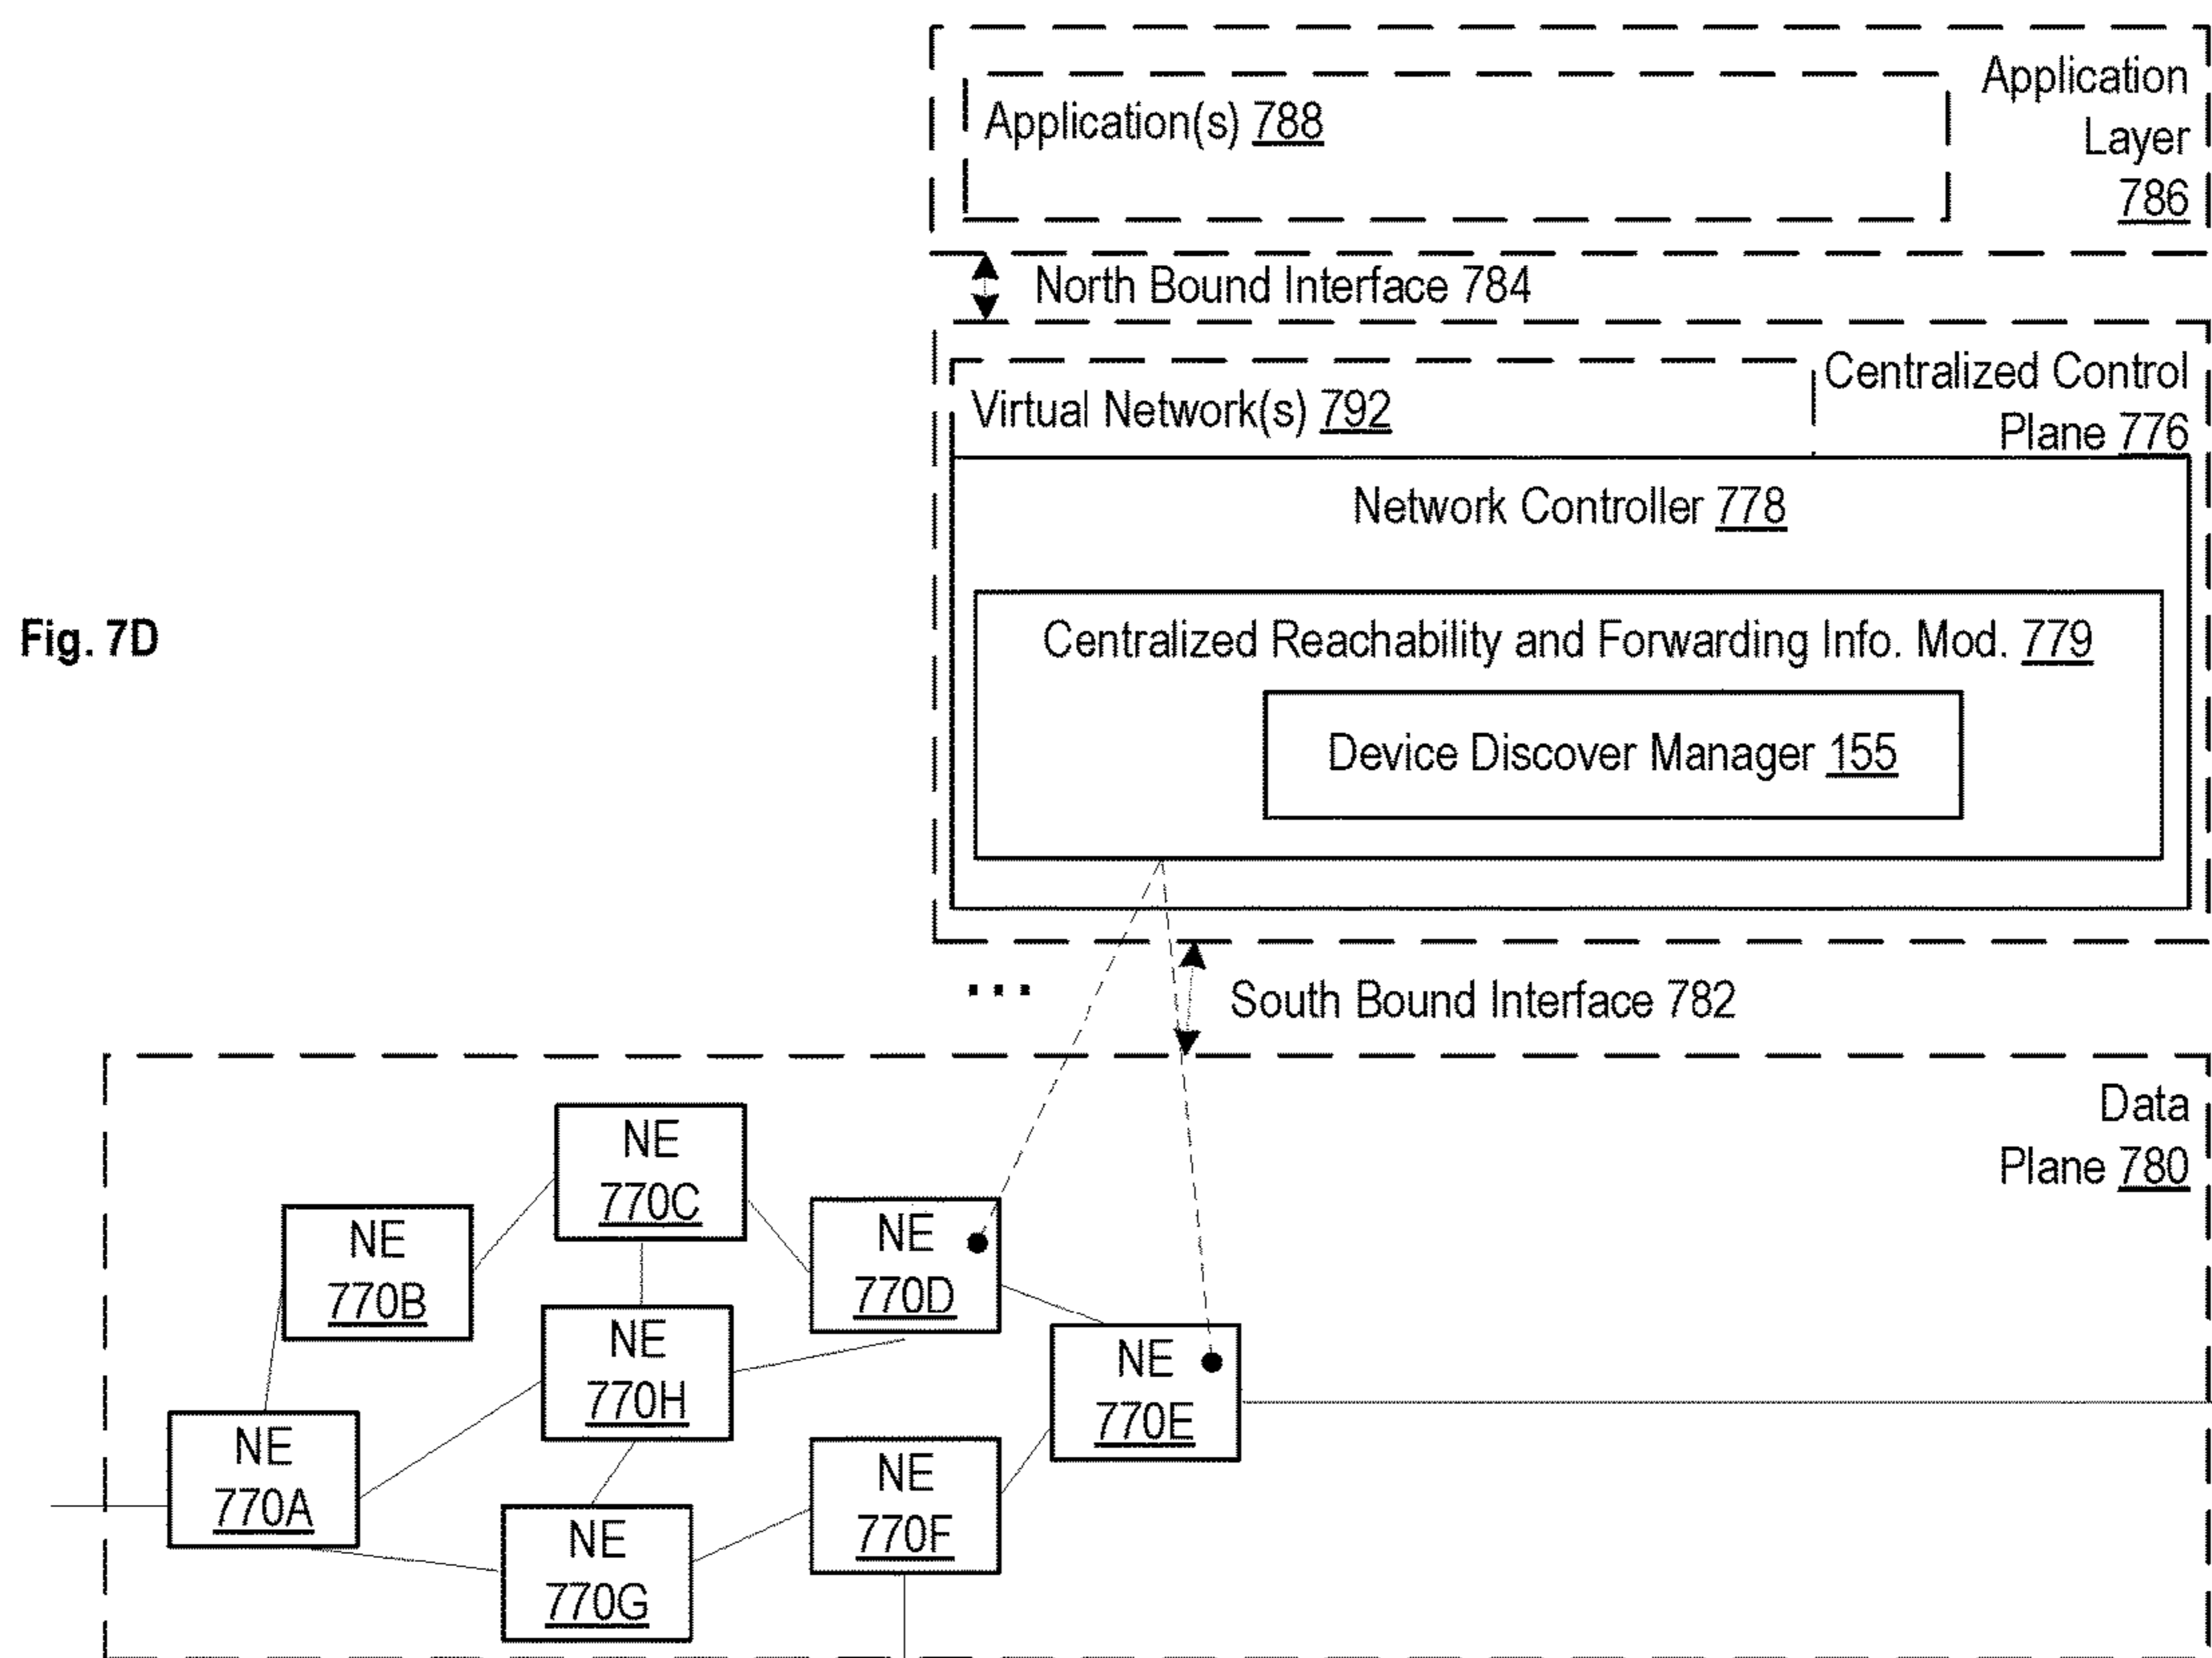 Application
Layer
786
Application(s) 788
North Bound Interface 784
Centralized Control
Plane 776
Virtual Network(s) 792
Network Controller 778
Fig. 7D
Centralized Reachability and Forwarding Info. Mod. 779
Device Discover Manager 155
...
South Bound Interface 782
Data
Plane 780
NE
770C
NE
770B
NE
770D
NE
770H
NE
770E
NE
770A
NE
770F
NE
770G